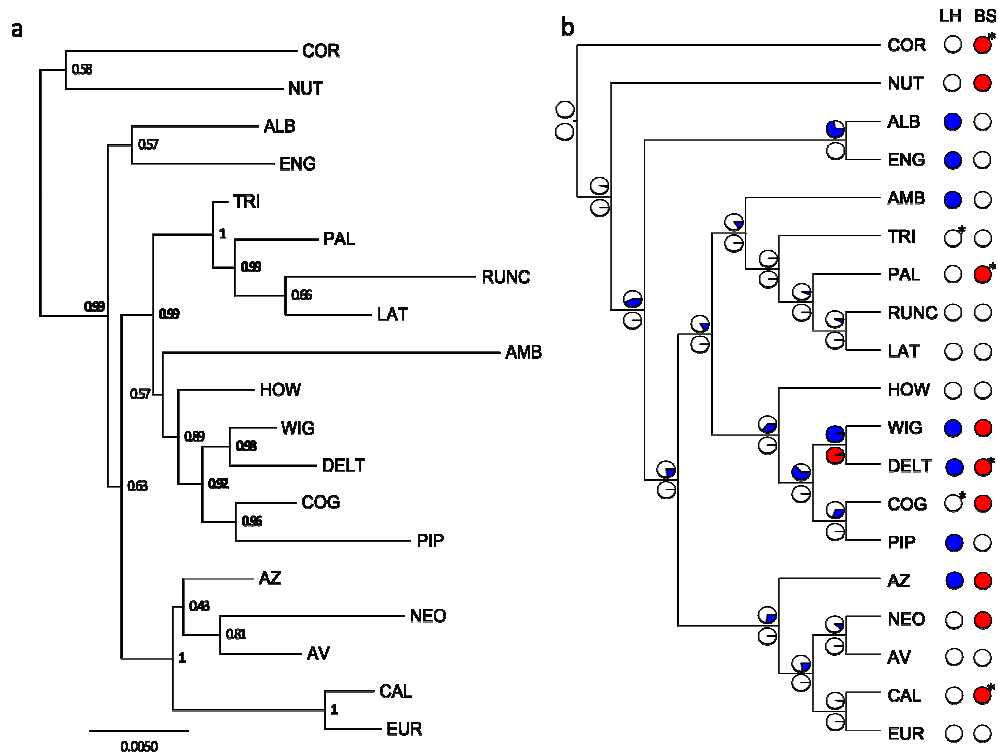 a
COR
0.58
NUT
ALB
0.57
ENG
TRI
1
PAL
0.99
RUNC
0.66
LAT
0.99
0.99
AMB
0.57
HOW
0.89
WIG
0.98
DELT
0.92
COG
0.96
PIP
0.63
AZ
0.43
NEO
0.81
AV
1
CAL
1
EUR
0.0050
b
LH BS
COR *
NUT
ALB
ENG
AMB
TRI *
PAL *
RUNC
LAT
HOW
WIG
DELT *
COG *
PIP
AZ
NEO
AV
CAL *
EUR